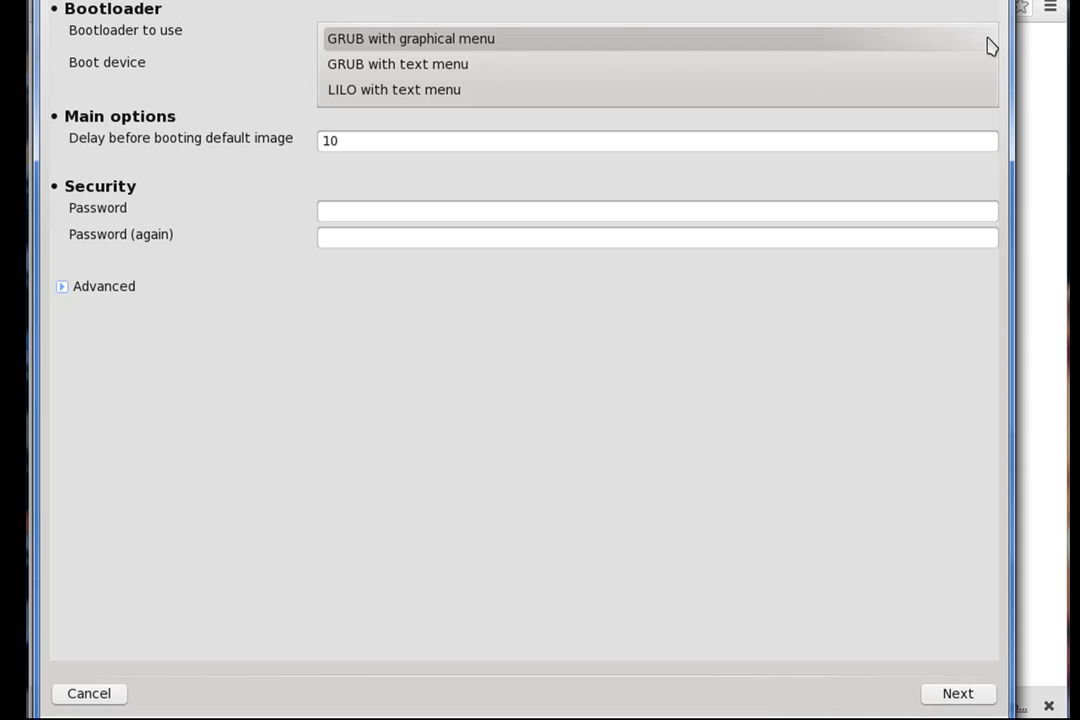 • Bootloader
Bootloader to use
GRUB with graphical menu
GRUB with text menu
Boot device
LILO with text menu
• Main options
Delay before booting default image
10
• Security
Password
Password (again)
Advanced
Cancel
Next